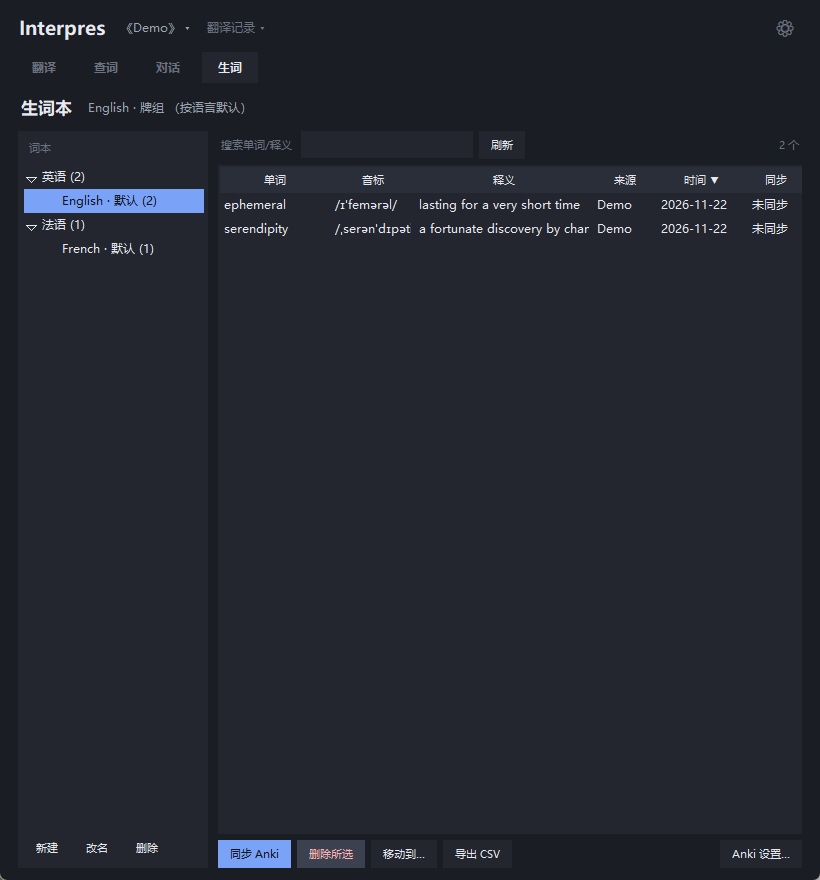 Interpres 《Demo》 ▾ 翻译记录 ▾
翻译 查词 对话 生词
生词本 English · 牌组 （按语言默认）
词本
英语 (2)
English · 默认 (2)
法语 (1)
French · 默认 (1)
搜索单词/释义 刷新 2 个
单词 音标 释义 来源 时间 ▼ 同步
ephemeral /ɪˈfemərəl/ lasting for a very short time Demo 2026-11-22 未同步
serendipity /ˌserənˈdɪpət a fortunate discovery by char Demo 2026-11-22 未同步
新建 改名 删除
同步 Anki 删除所选 移动到... 导出 CSV Anki 设置...